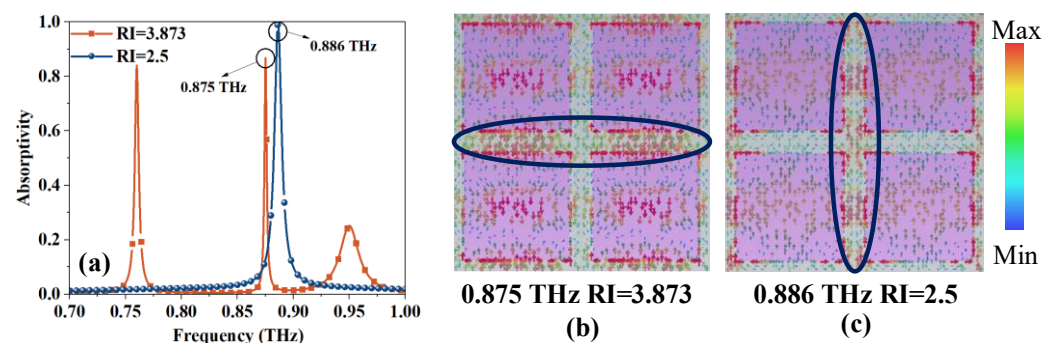 RI=3.873
RI=2.5
0.886 THz
0.875 THz
(a)
Absorptivity
1.0
0.8
0.6
0.4
0.2
0.0
0.70 0.75 0.80 0.85 0.90 0.95 1.00
Frequency (THz)
0.875 THz RI=3.873
(b)
0.886 THz RI=2.5
(c)
Max
Min